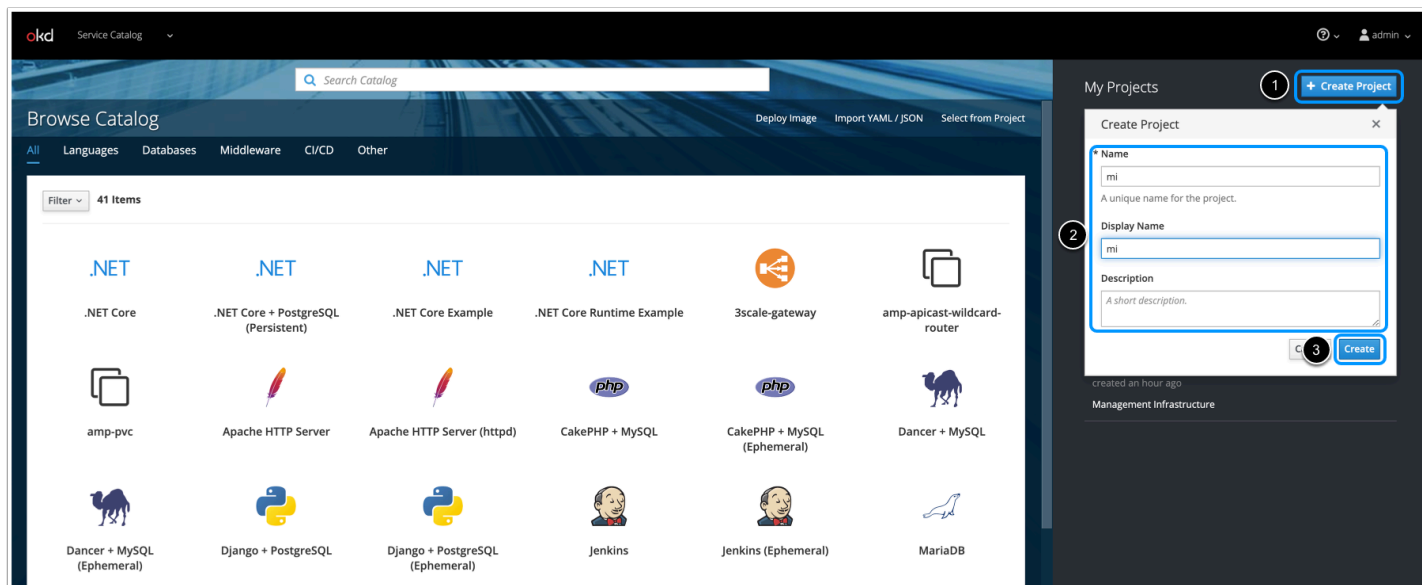 okd Service Catalog
admin
Search Catalog
My Projects
1
+ Create Project
Browse Catalog
Deploy Image Import YAML / JSON Select from Project
All Languages Databases Middleware CI/CD Other
Create Project
* Name
mi
A unique name for the project.
2
Display Name
mi
Description
A short description.
3
Create
created an hour ago
Management Infrastructure
Filter 41 Items
.NET .NET .NET .NET
.NET Core
.NET Core + PostgreSQL
(Persistent)
.NET Core Example
.NET Core Runtime Example
3scale-gateway
amp-apicast-wildcard-
router
php php
amp-pvc
Apache HTTP Server
Apache HTTP Server (httpd)
CakePHP + MySQL
CakePHP + MySQL
(Ephemeral)
Dancer + MySQL
Dancer + MySQL
(Ephemeral)
Django + PostgreSQL
Django + PostgreSQL
(Ephemeral)
Jenkins
Jenkins (Ephemeral)
MariaDB